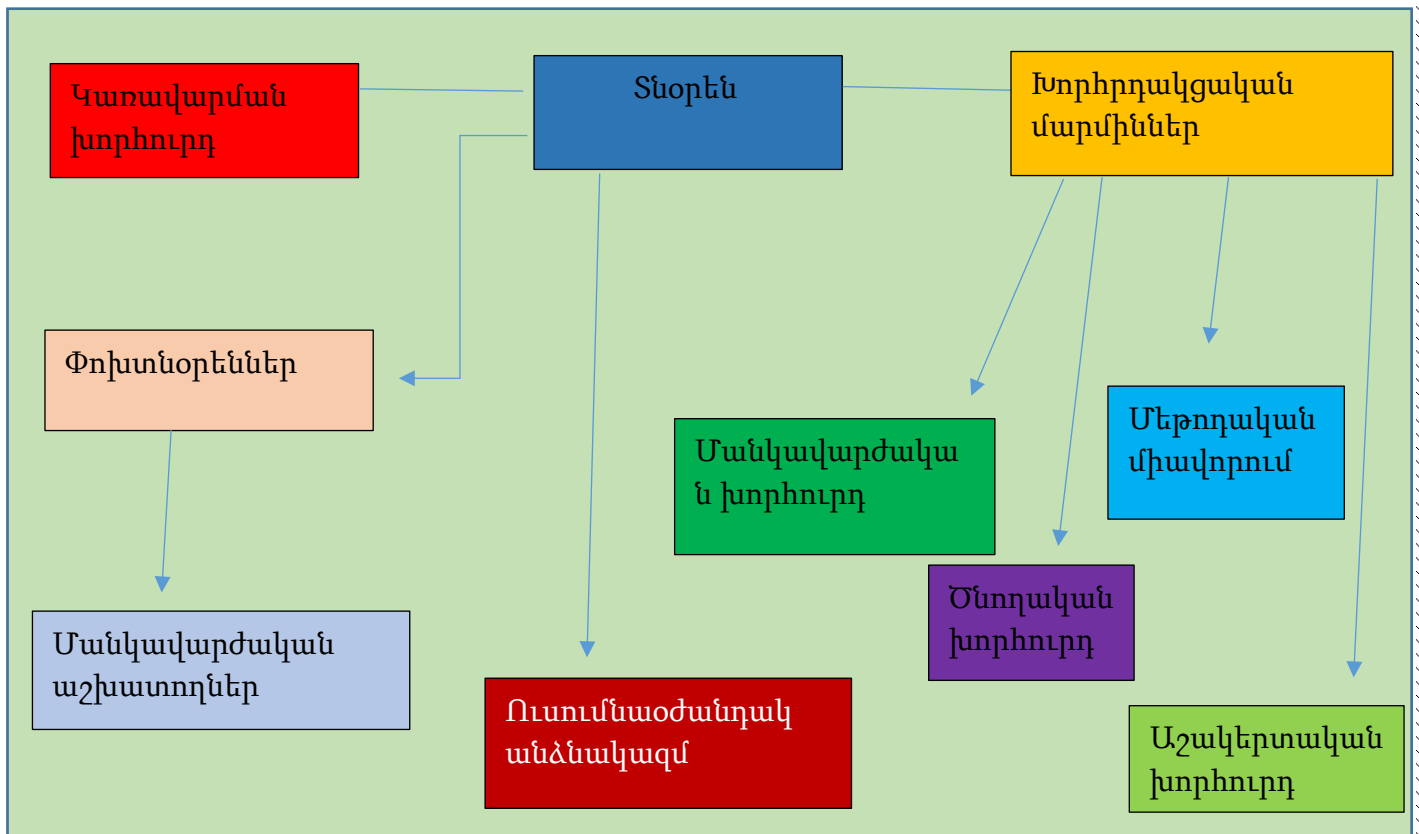 Կառավարման
խորհուրդ
Տնօրեն
Խորհրդակցական
մարմիններ
Փոխտնօրեններ
Մանկավարժակա
ն խորհուրդ
Մեթոդական
միավորում
Ծնողական
խորհուրդ
Մանկավարժական
աշխատողներ
Ուսումնաօժանդակ
անձնակազմ
Աշակերտական
խորհուրդ